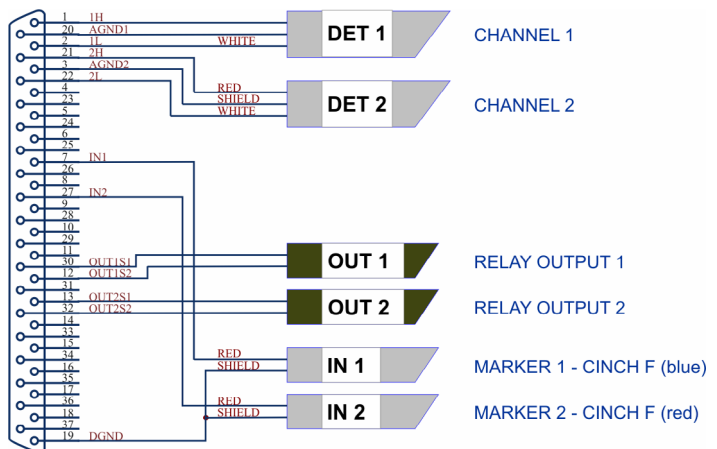 1 1H
20 AGND1
2 1L WHITE
21 2H
3 AGND2
22 2L
4 RED
23 SHIELD
5 WHITE
24
6
25
7 IN1
26
8
27 IN2
9
28
10
29
11
30 OUT1S1
12 OUT1S2
31
13 OUT2S1
32 OUT2S2
14
33
15
34 RED
16 SHIELD
35
17
36 RED
18 SHIELD
37
19 DGND
DET 1 CHANNEL 1
DET 2 CHANNEL 2
OUT 1 RELAY OUTPUT 1
OUT 2 RELAY OUTPUT 2
IN 1 MARKER 1 - CINCH F (blue)
IN 2 MARKER 2 - CINCH F (red)